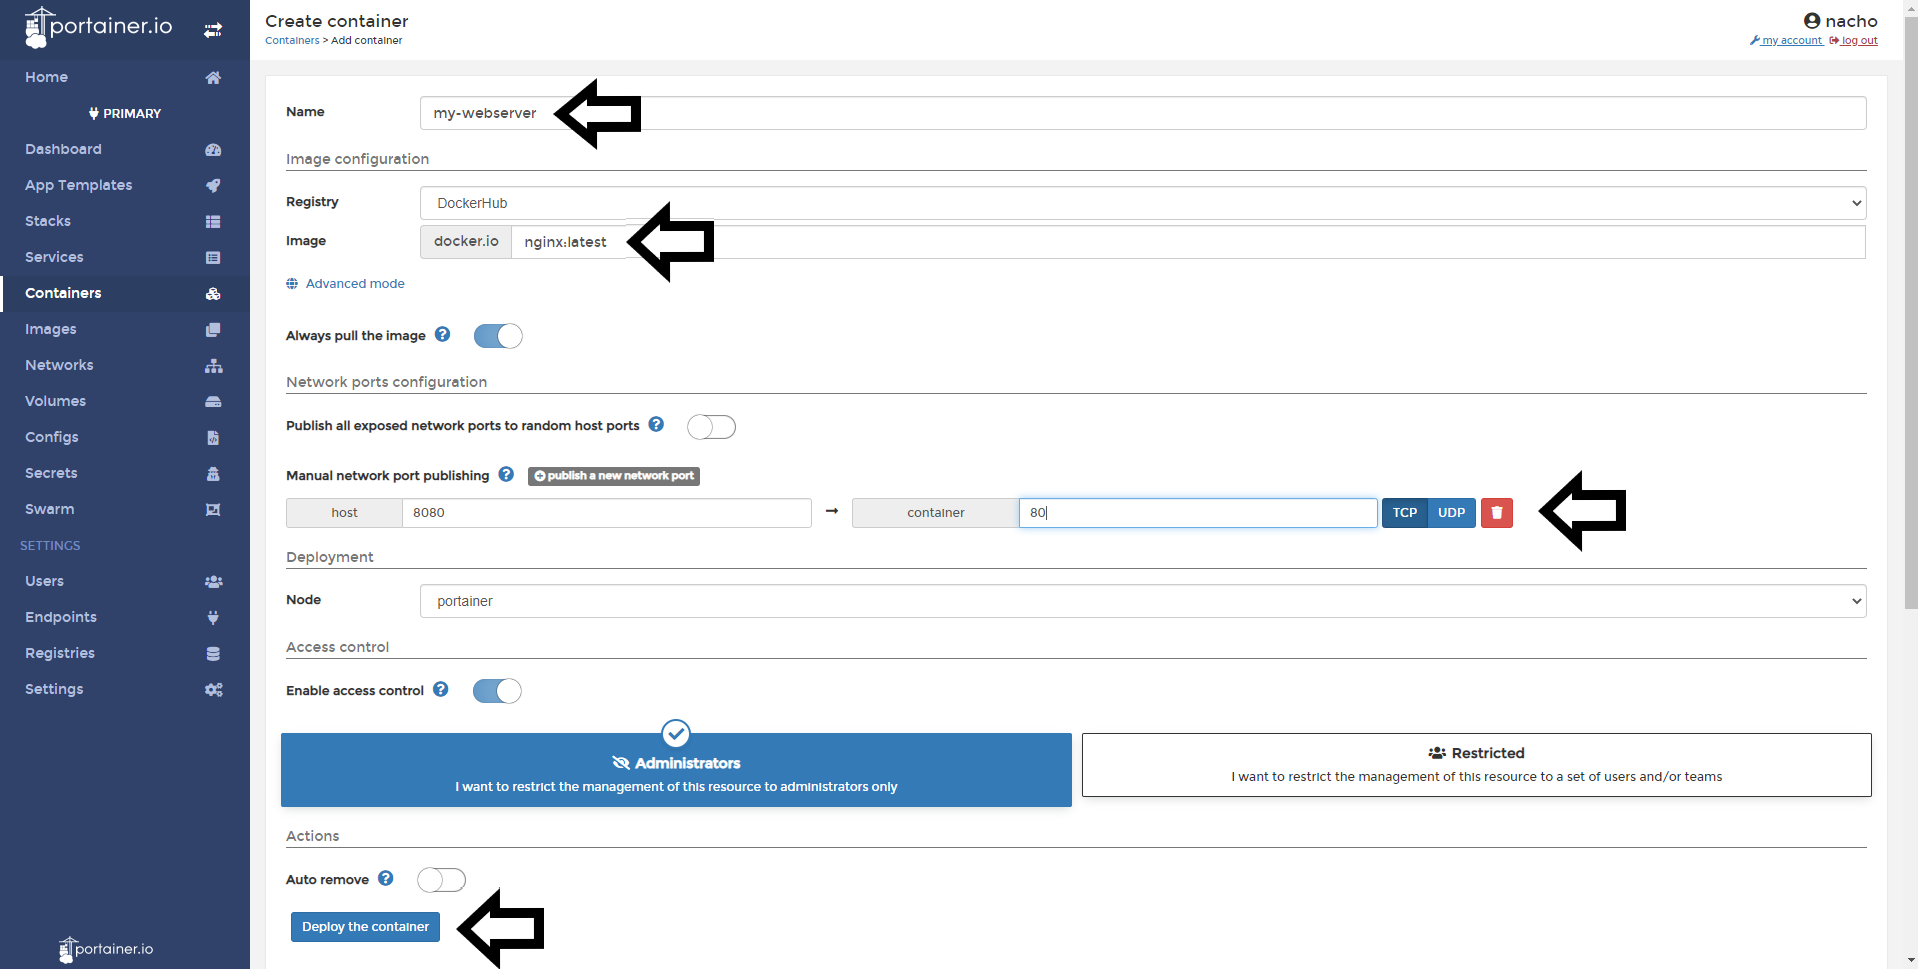 portainer.io
Home
PRIMARY
Dashboard
App Templates
Stacks
Services
Containers
Images
Networks
Volumes
Configs
Secrets
Swarm
SETTINGS
Users
Endpoints
Registries
Settings
portainer.io
Create container
Containers > Add container
nacho
my account log out
Name my-webserver
Image configuration
Registry DockerHub
Image docker.io nginx:latest
Advanced mode
Always pull the image ?
Network ports configuration
Publish all exposed network ports to random host ports ?
Manual network port publishing ? publish a new network port
host 8080 → container 80 TCP UDP
Deployment
Node portainer
Access control
Enable access control ?
Administrators
I want to restrict the management of this resource to administrators only
Restricted
I want to restrict the management of this resource to a set of users and/or teams
Actions
Auto remove ?
Deploy the container